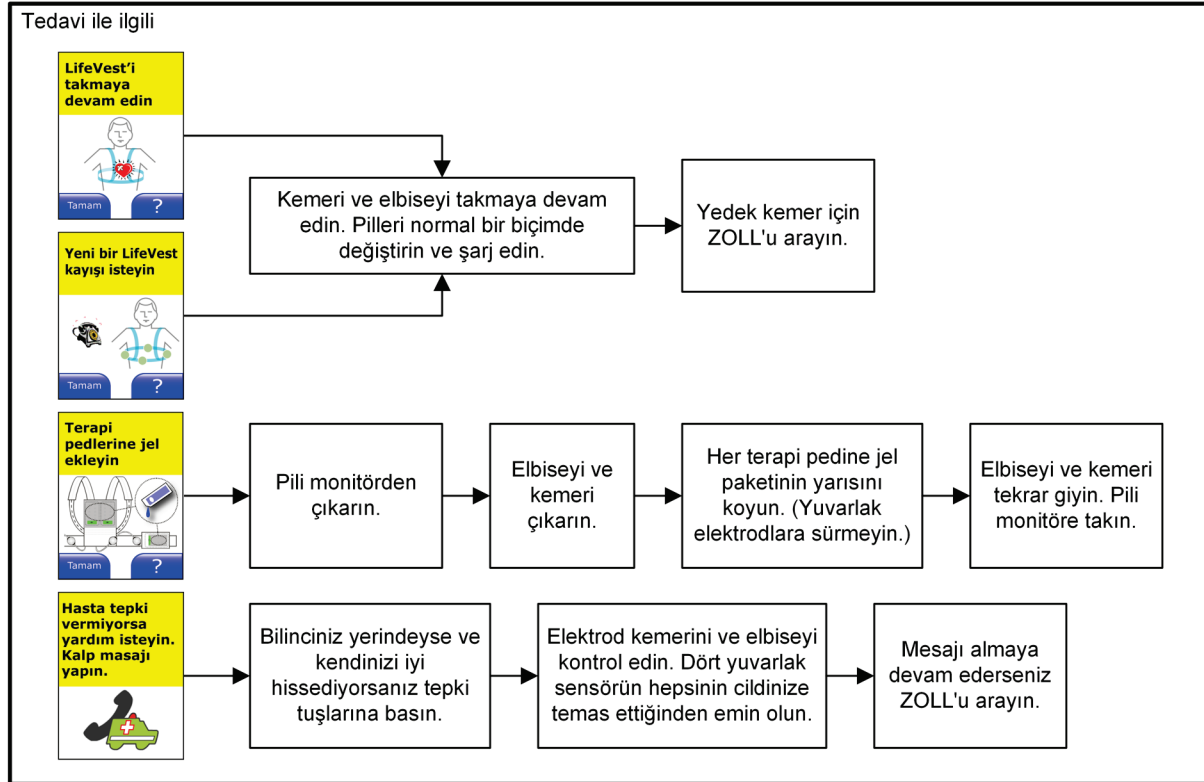 Tedavi ile ilgili
LifeVest'i
takmaya
devam edin
Tamam
?
Kemeri ve elbiseyi takmaya devam
edin. Pilleri normal bir biçimde
değiştirin ve şarj edin.
Yedek kemer için
ZOLL'u arayın.
Yeni bir LifeVest
kayışı isteyin
Tamam
?
Terapi
pedlerine jel
ekleyin
Tamam
?
Pili monitörden
çıkarın.
Elbiseyi ve
kemeri
çıkarın.
Her terapi pedine jel
paketinin yarısını
koyun. (Yuvarlak
elektrodlara sürmeyin.)
Elbiseyi ve kemeri
tekrar giyin. Pili
monitöre takın.
Hasta tepki
vermiyorsa
yardım isteyin.
Kalp masajı
yapın.
Bilinciniz yerindeyse ve
kendinizi iyi
hissediyorsanız tepki
tuşlarına basın.
Elektrod kemerini ve elbiseyi
kontrol edin. Dört yuvarlak
sensörün hepsinin cildinize
temas ettiğinden emin olun.
Mesajı almaya
devam ederseniz
ZOLL'u arayın.